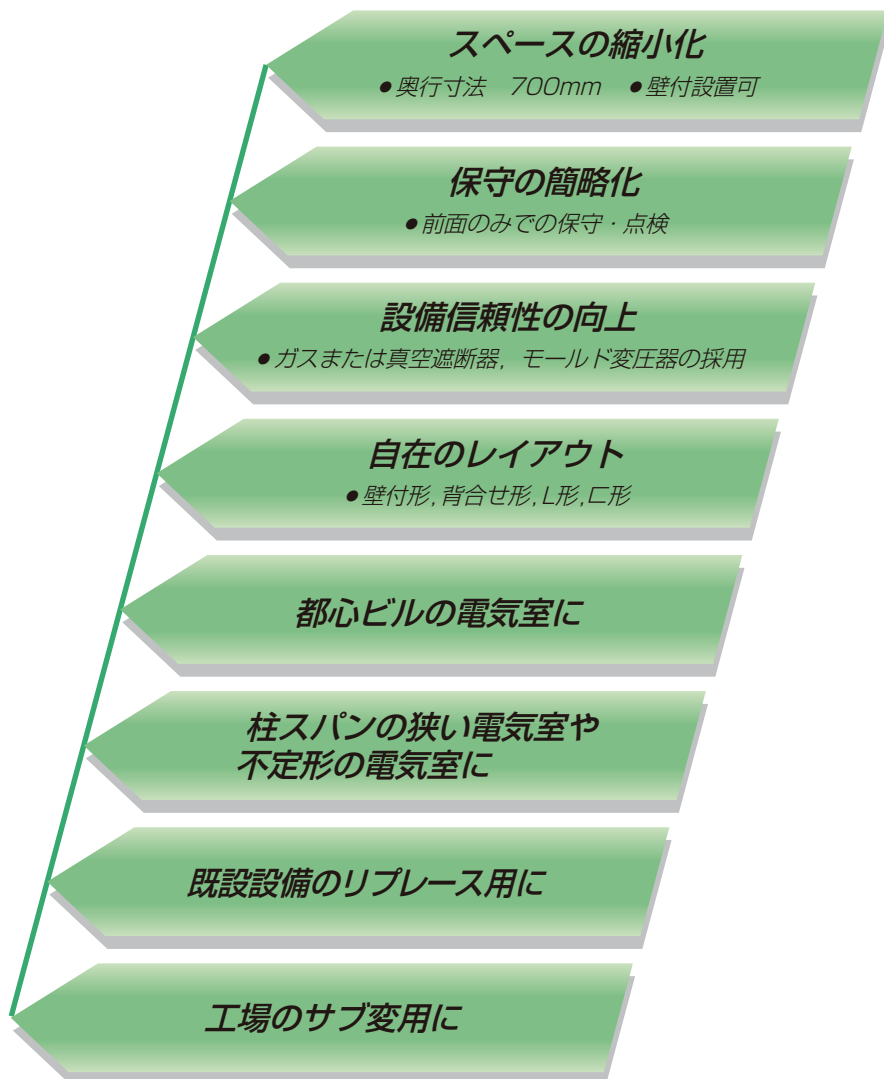 スペースの縮小化
●奥行寸法　700mm　●壁付設置可
保守の簡略化
●前面のみでの保守・点検
設備信頼性の向上
●ガスまたは真空遮断器，モールド変圧器の採用
自在のレイアウト
●壁付形,背合せ形,L形,匚形
都心ビルの電気室に
柱スパンの狭い電気室や
不定形の電気室に
既設設備のリプレース用に
工場のサブ変用に